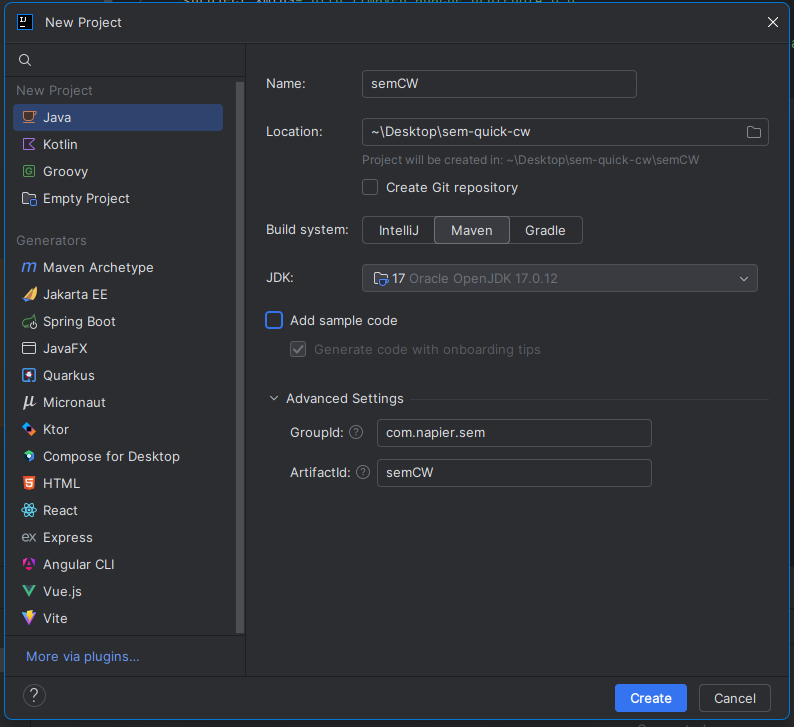 New Project
New Project
Java
Kotlin
Groovy
Empty Project
Generators
Maven Archetype
Jakarta EE
Spring Boot
JavaFX
Quarkus
Micronaut
Ktor
Compose for Desktop
HTML
React
ex Express
Angular CLI
Vue.js
Vite
More via plugins...
?
Name: semCW
Location: ~\Desktop\sem-quick-cw
Project will be created in: ~\Desktop\sem-quick-cw\semCW
Create Git repository
Build system: IntelliJ Maven Gradle
JDK: 17 Oracle OpenJDK 17.0.12
Add sample code
Generate code with onboarding tips
Advanced Settings
GroupId: ? com.napier.sem
ArtifactId: ? semCW
Create Cancel